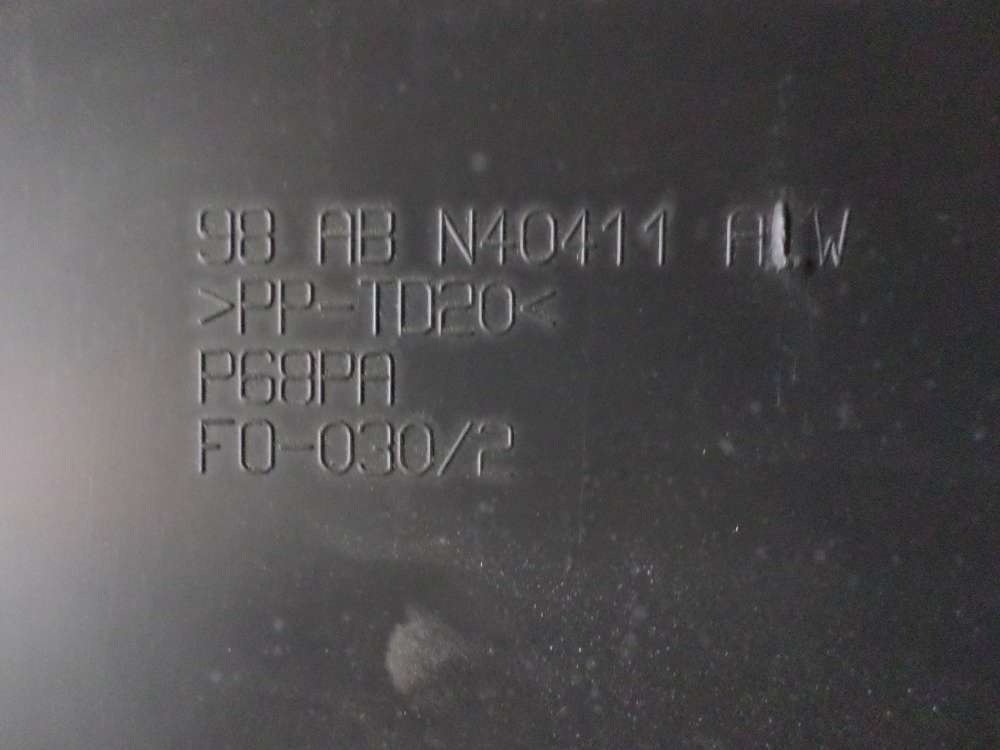 98 AB N40411
>PP-TD20<
P68PA
FO-030/2